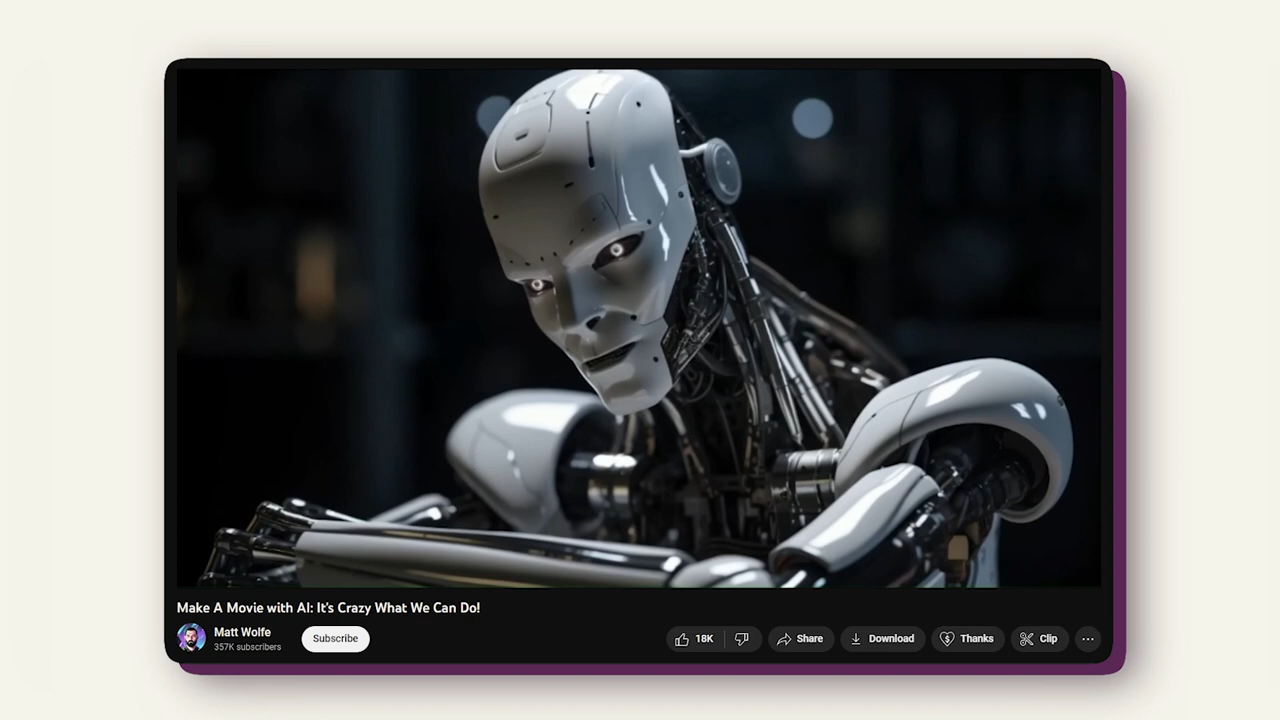 Make A Movie with AI: It's Crazy What We Can Do!
Matt Wolfe
357K subscribers
Subscribe
18K
Share
Download
Thanks
Clip